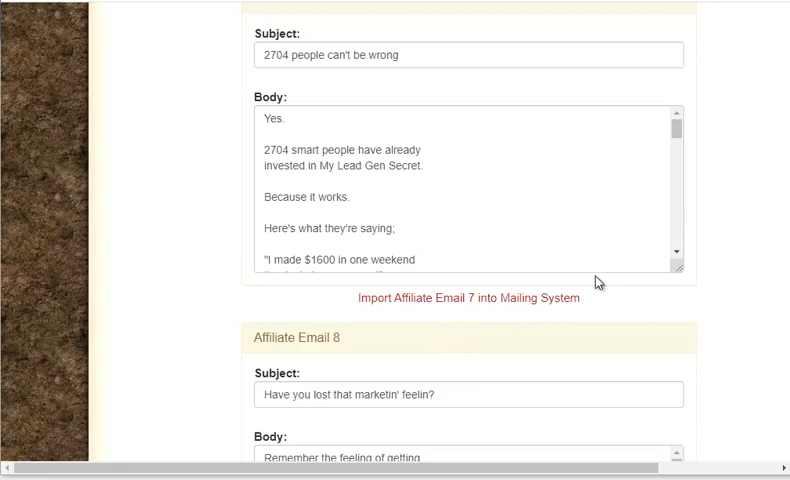 Subject:
2704 people can't be wrong
Body:
Yes.
2704 smart people have already
invested in My Lead Gen Secret.
Because it works.
Here's what they're saying;
"I made $1600 in one weekend
Import Affiliate Email 7 into Mailing System
Affiliate Email 8
Subject:
Have you lost that marketin' feelin?
Body:
Remember the feeling of getting